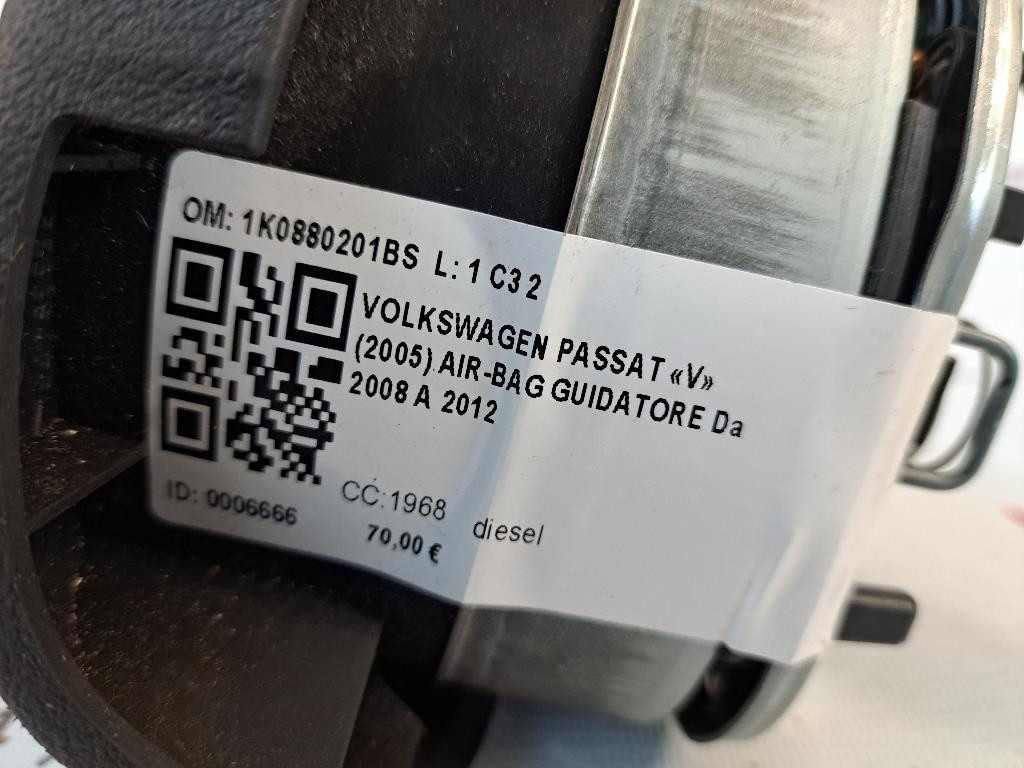 OM: 1K0880201BS L: 1 C3 2
VOLKSWAGEN PASSAT «V»
(2005) AIR-BAG GUIDATORE Da
2008 A 2012
CC:1968 diesel
ID: 0006666
70,00 €